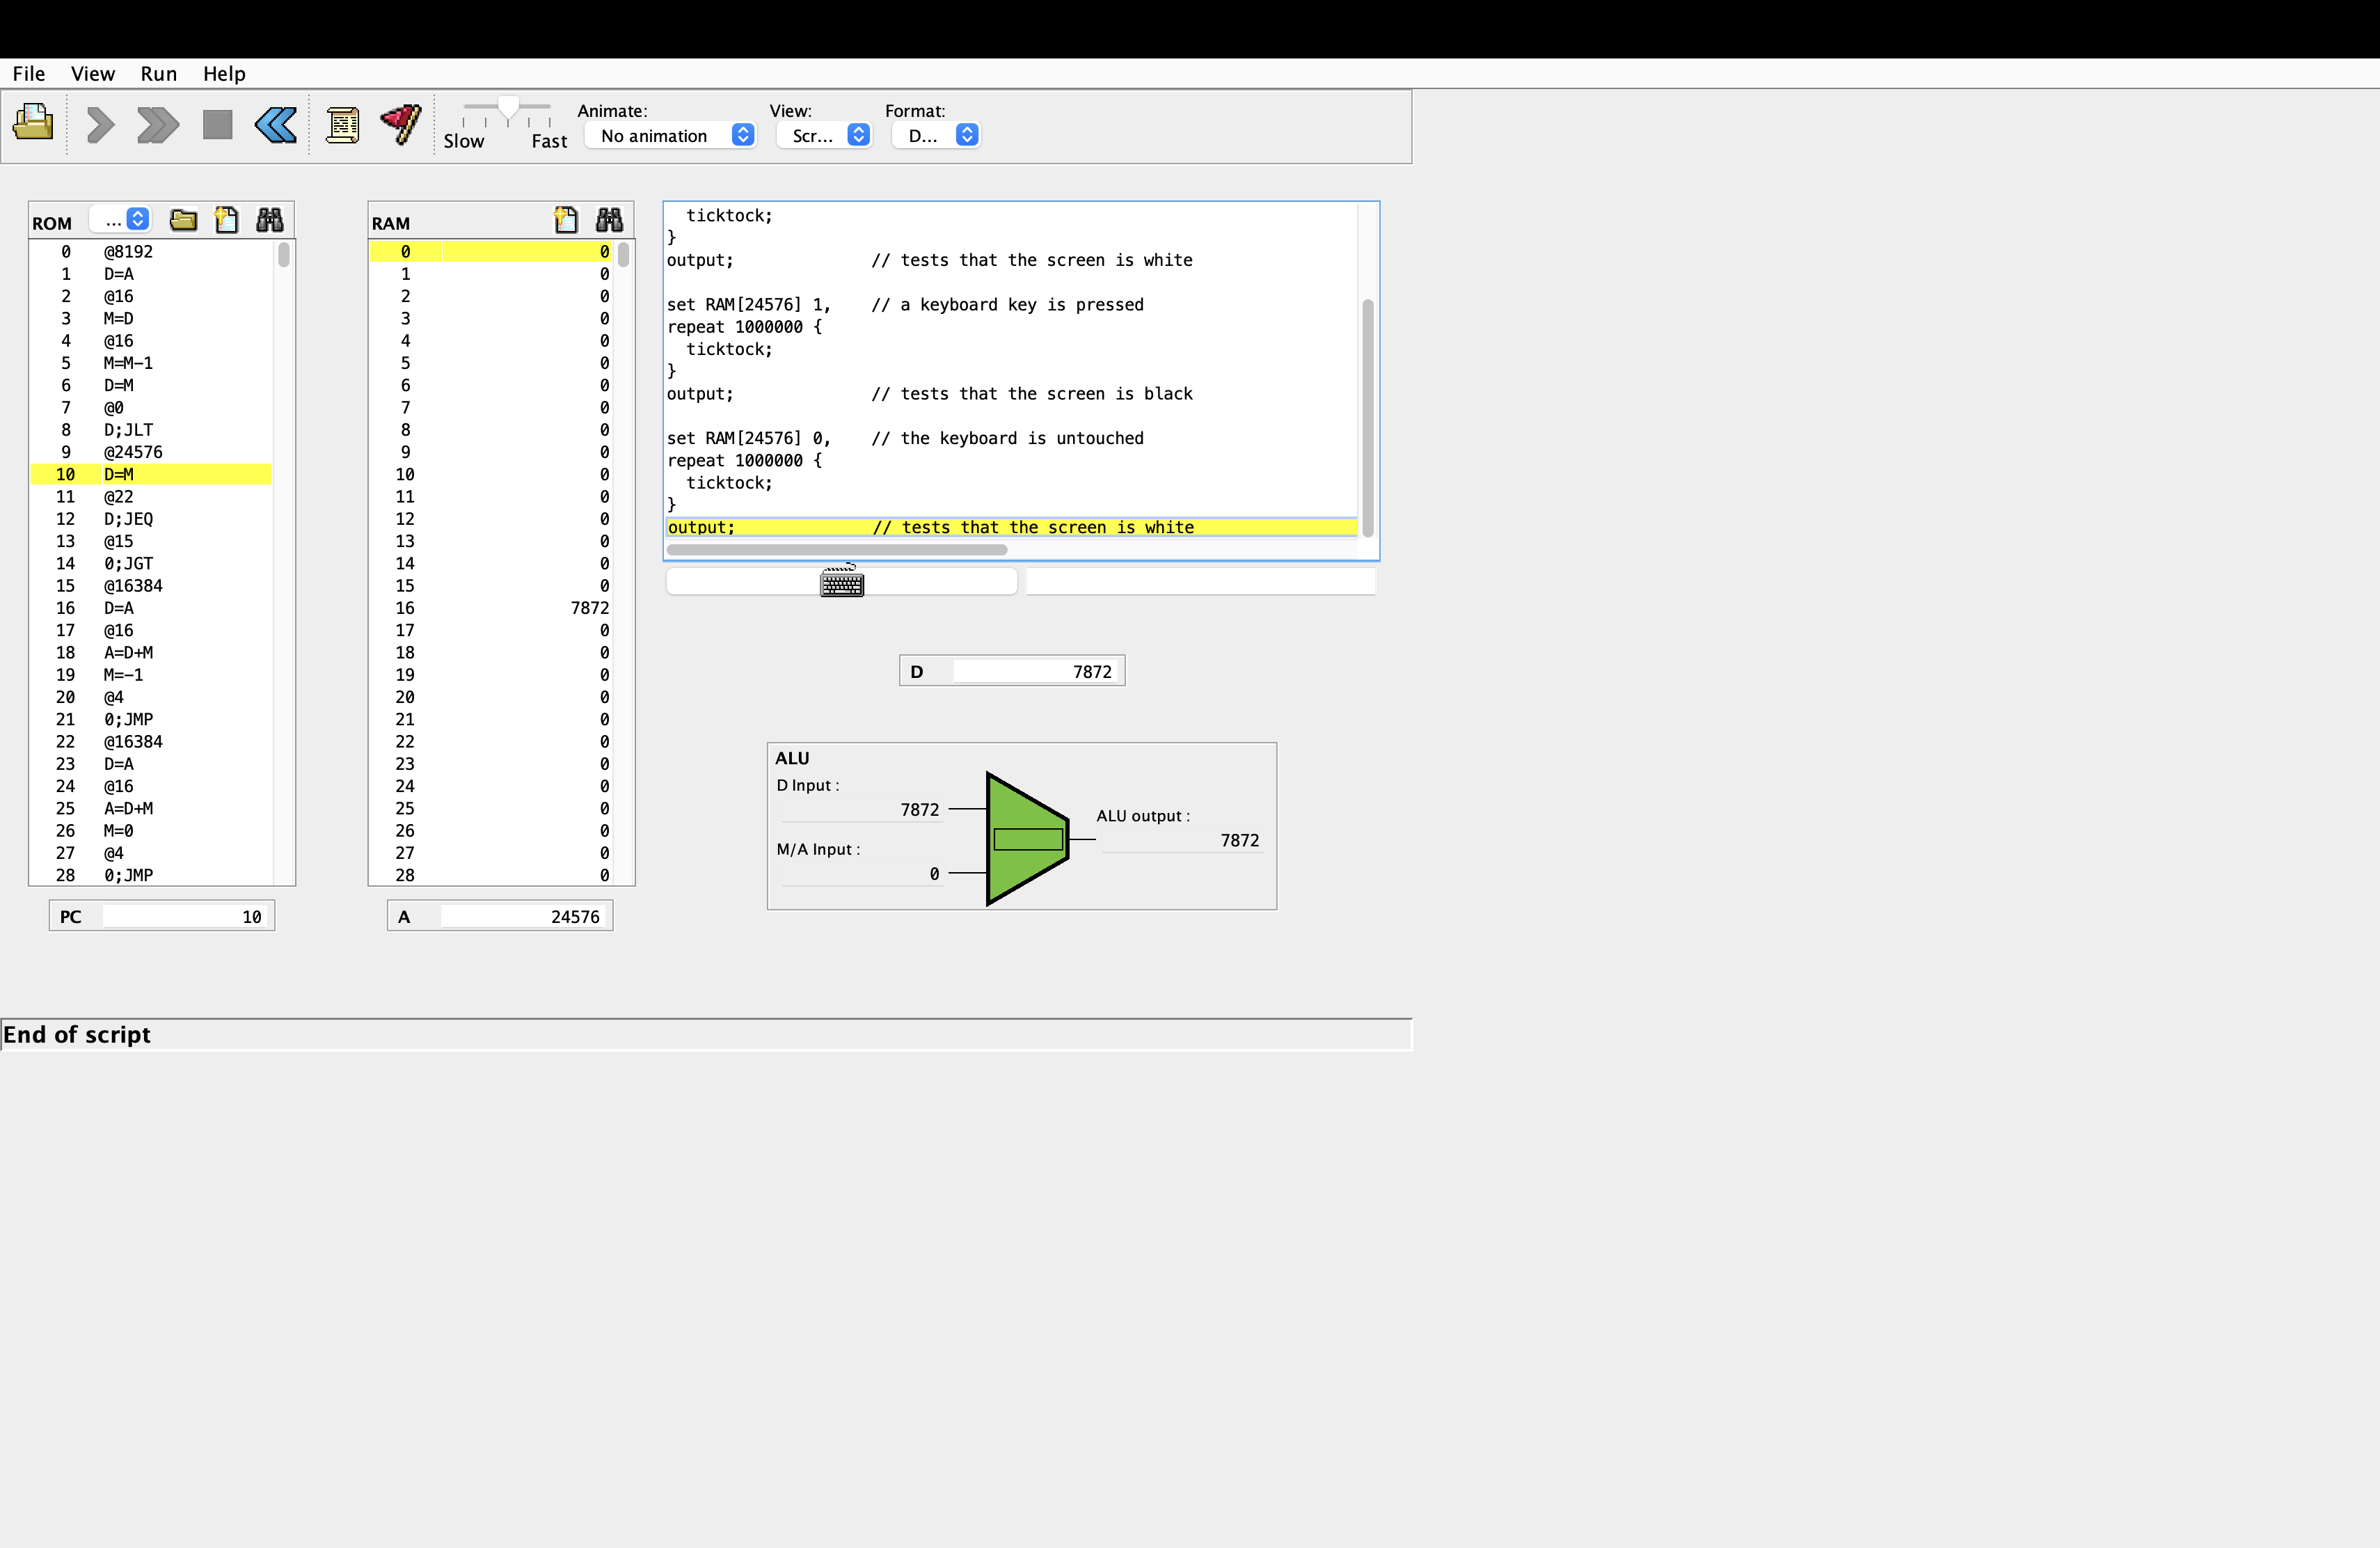 File View Run Help
Animate: View: Format:
Slow Fast No animation Scr... D...
ROM ...
0 @8192
1 D=A
2 @16
3 M=D
4 @16
5 M=M-1
6 D=M
7 @0
8 D;JLT
9 @24576
10 D=M
11 @22
12 D;JEQ
13 @15
14 0;JGT
15 @16384
16 D=A
17 @16
18 A=D+M
19 M=-1
20 @4
21 0;JMP
22 @16384
23 D=A
24 @16
25 A=D+M
26 M=0
27 @4
28 0;JMP
PC 10
RAM
0 0
1 0
2 0
3 0
4 0
5 0
6 0
7 0
8 0
9 0
10 0
11 0
12 0
13 0
14 0
15 0
16 7872
17 0
18 0
19 0
20 0
21 0
22 0
23 0
24 0
25 0
26 0
27 0
28 0
A 24576
ticktock;
}
output; // tests that the screen is white
set RAM[24576] 1, // a keyboard key is pressed
repeat 1000000 {
ticktock;
}
output; // tests that the screen is black
set RAM[24576] 0, // the keyboard is untouched
repeat 1000000 {
ticktock;
}
output; // tests that the screen is white
D 7872
ALU
D Input :
7872
M/A Input :
0
ALU output :
7872
End of script